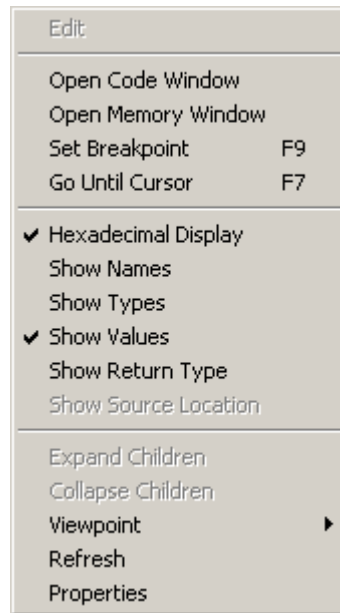 Edit
Open Code Window
Open Memory Window
Set Breakpoint F9
Go Until Cursor F7
Hexadecimal Display
Show Names
Show Types
Show Values
Show Return Type
Show Source Location
Expand Children
Collapse Children
Viewpoint
Refresh
Properties